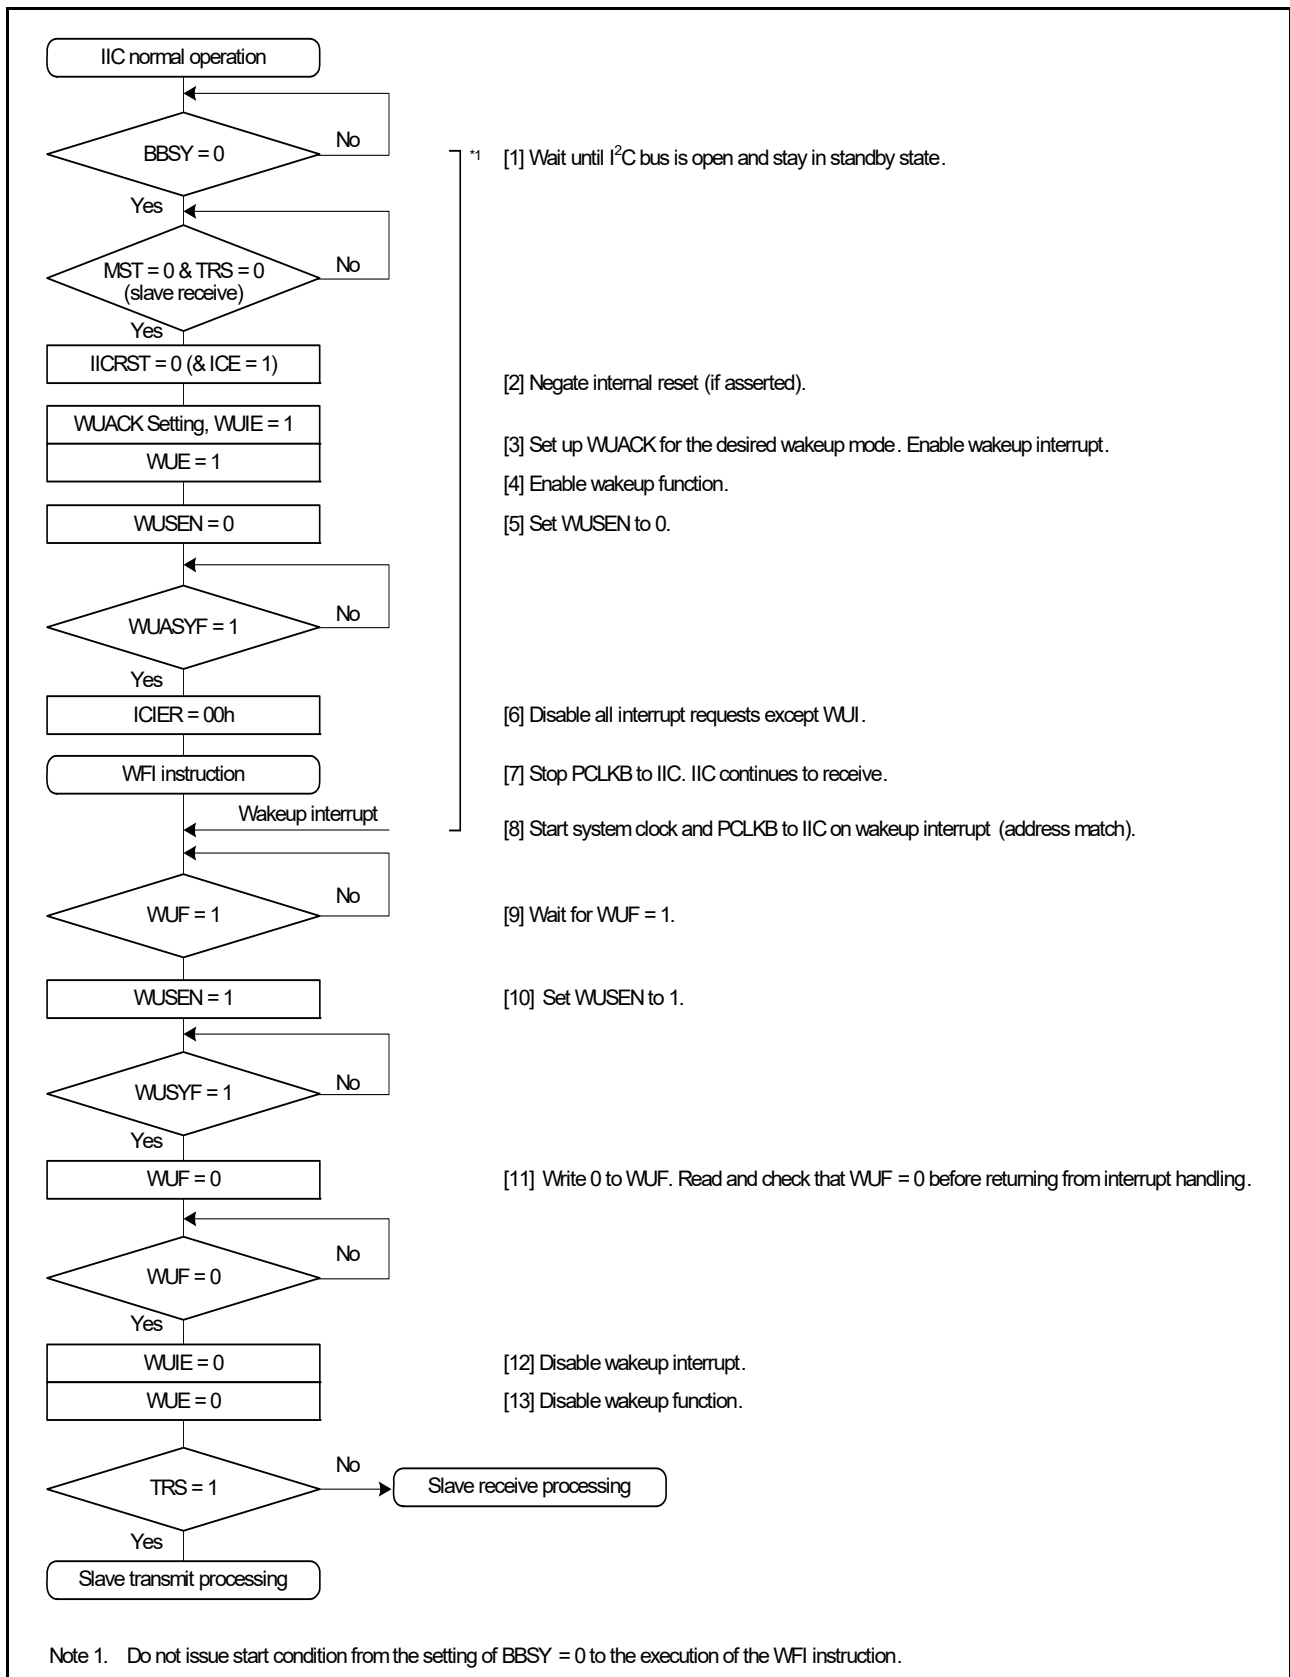 IIC normal operation
BBSY = 0
No
*1
[1] Wait until I²C bus is open and stay in standby state.
Yes
MST = 0 & TRS = 0
(slave receive)
No
Yes
IICRST = 0 (& ICE = 1)
[2] Negate internal reset (if asserted).
WUACK Setting, WUIE = 1
[3] Set up WUACK for the desired wakeup mode. Enable wakeup interrupt.
WUE = 1
[4] Enable wakeup function.
WUSEN = 0
[5] Set WUSEN to 0.
No
WUASYF = 1
Yes
ICIER = 00h
[6] Disable all interrupt requests except WUI.
WFI instruction
[7] Stop PCLKB to IIC. IIC continues to receive.
Wakeup interrupt
[8] Start system clock and PCLKB to IIC on wakeup interrupt (address match).
No
WUF = 1
[9] Wait for WUF = 1.
WUSEN = 1
[10] Set WUSEN to 1.
No
WUSYF = 1
Yes
WUF = 0
[11] Write 0 to WUF. Read and check that WUF = 0 before returning from interrupt handling.
No
WUF = 0
Yes
WUIE = 0
[12] Disable wakeup interrupt.
WUE = 0
[13] Disable wakeup function.
No
TRS = 1
Slave receive processing
Yes
Slave transmit processing
Note 1. Do not issue start condition from the setting of BBSY = 0 to the execution of the WFI instruction.